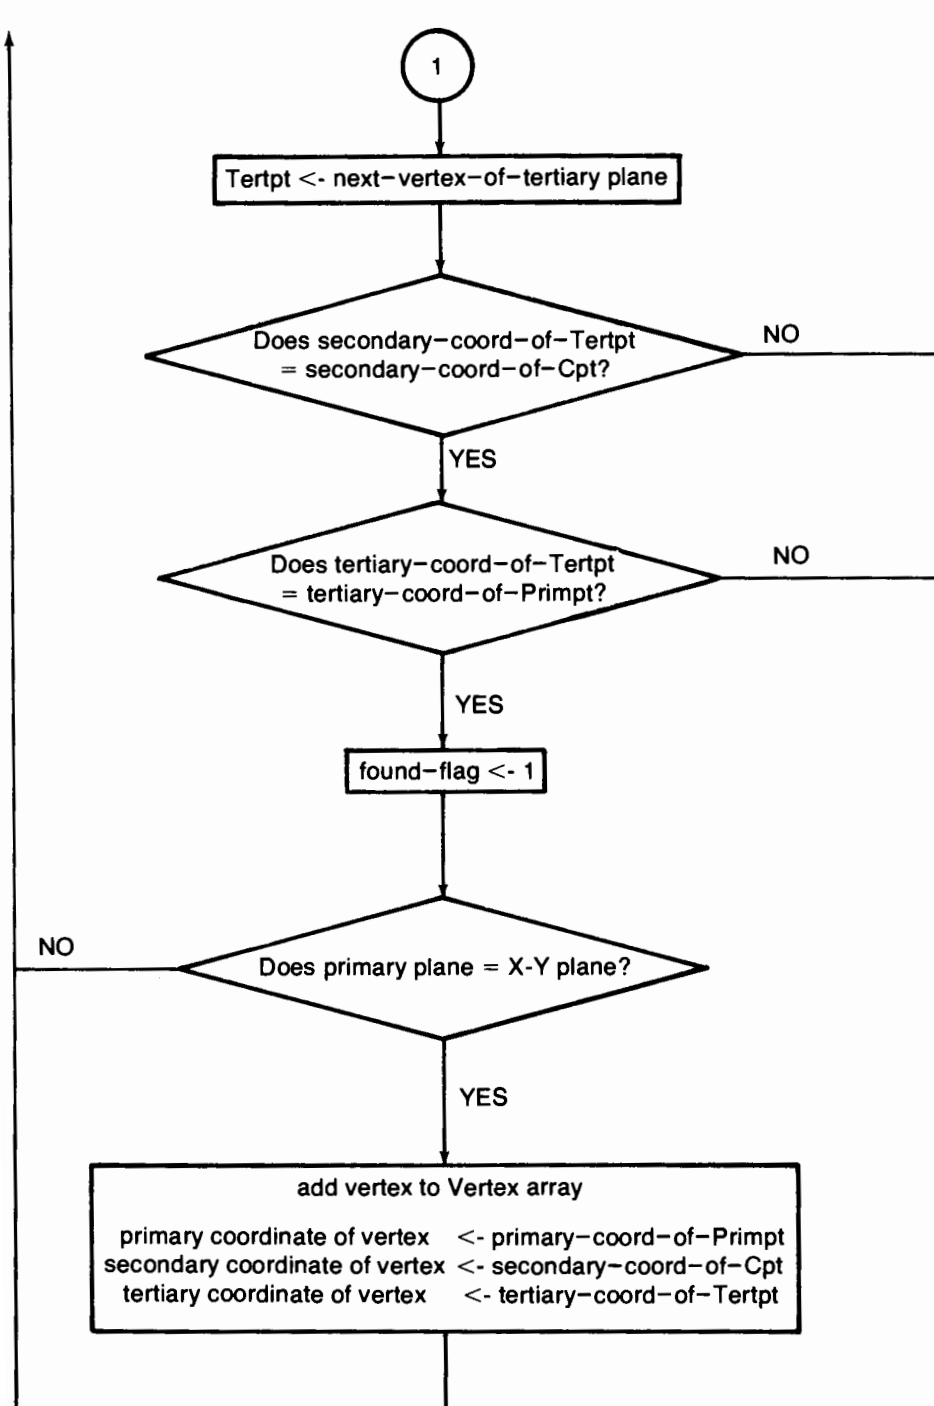 1
Tertpt <- next-vertex-of-tertiary plane
Does secondary-coord-of-Tertpt
= secondary-coord-of-Cpt?
NO
YES
Does tertiary-coord-of-Tertpt
= tertiary-coord-of-Primpt?
NO
YES
found-flag <- 1
Does primary plane = X-Y plane?
NO
YES
add vertex to Vertex array
primary coordinate of vertex <- primary-coord-of-Primpt
secondary coordinate of vertex <- secondary-coord-of-Cpt
tertiary coordinate of vertex <- tertiary-coord-of-Tertpt